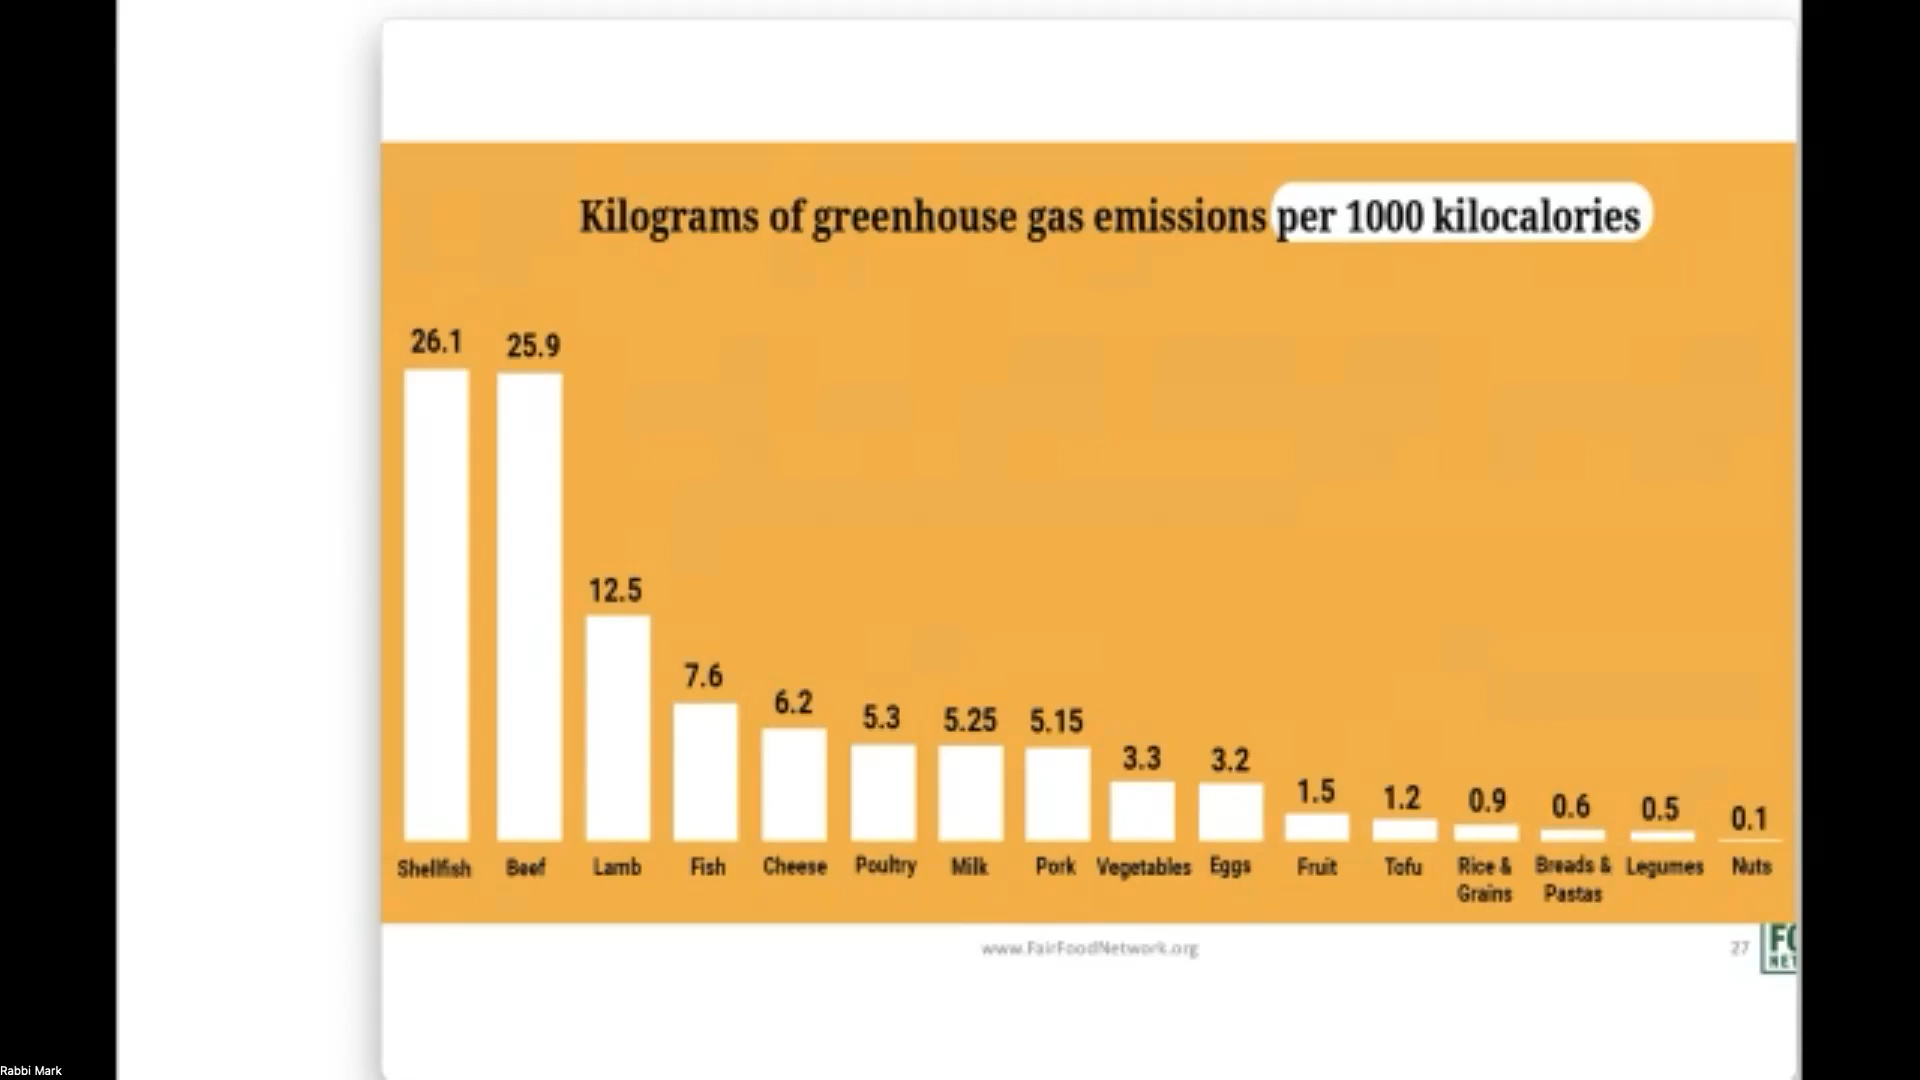 Kilograms of greenhouse gas emissions per 1000 kilocalories
26.1
25.9
12.5
7.6
6.2
5.3
5.25
5.15
3.3
3.2
1.5
1.2
0.9
0.6
0.5
0.1
Shellfish
Beef
Lamb
Fish
Cheese
Poultry
Milk
Pork
Vegetables
Eggs
Fruit
Tofu
Rice &
Grains
Breads &
Pastas
Legumes
Nuts
www.FairFoodNetwork.org
27
Rabbi Mark